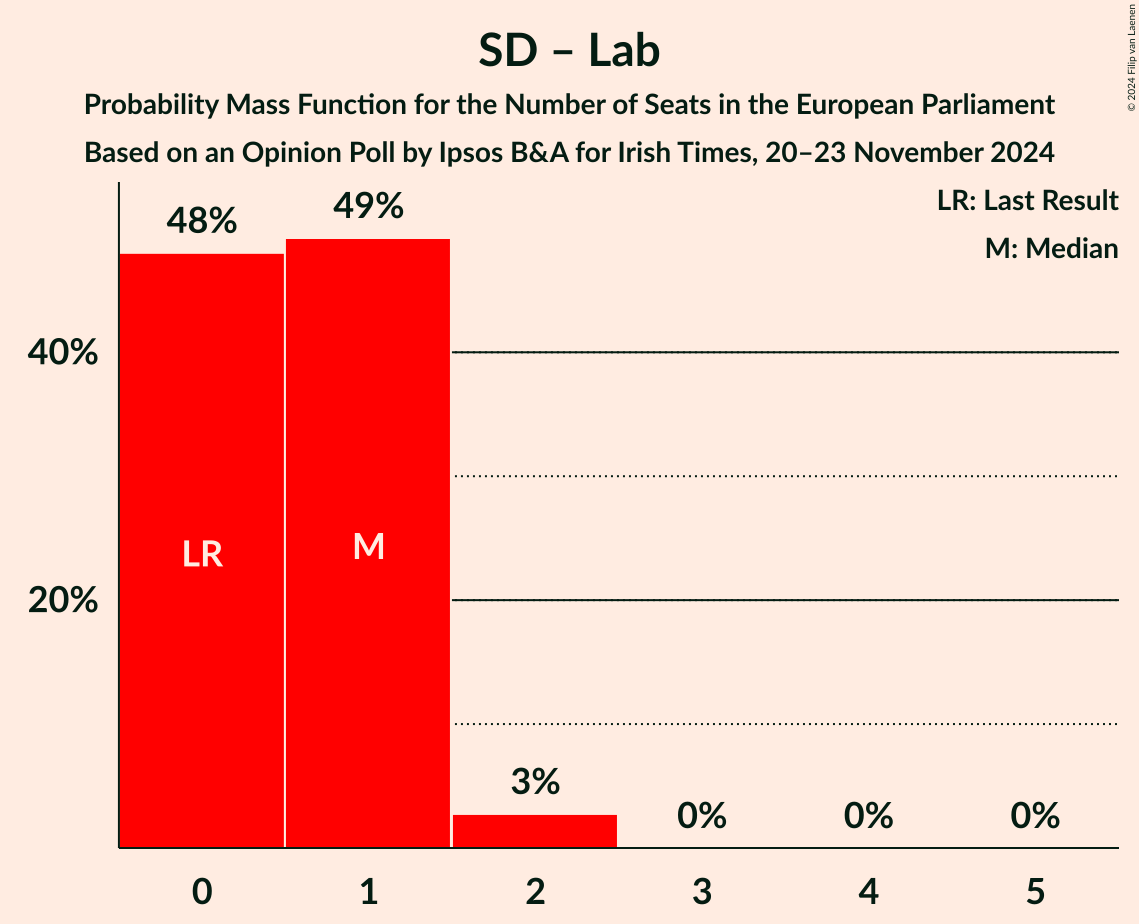 SD – Lab
Probability Mass Function for the Number of Seats in the European Parliament
Based on an Opinion Poll by Ipsos B&A for Irish Times, 20–23 November 2024
© 2024 Filip van Laenen
LR: Last Result
M: Median
48%
49%
40%
LR
M
20%
3%
0%
0%
0%
0
1
2
3
4
5